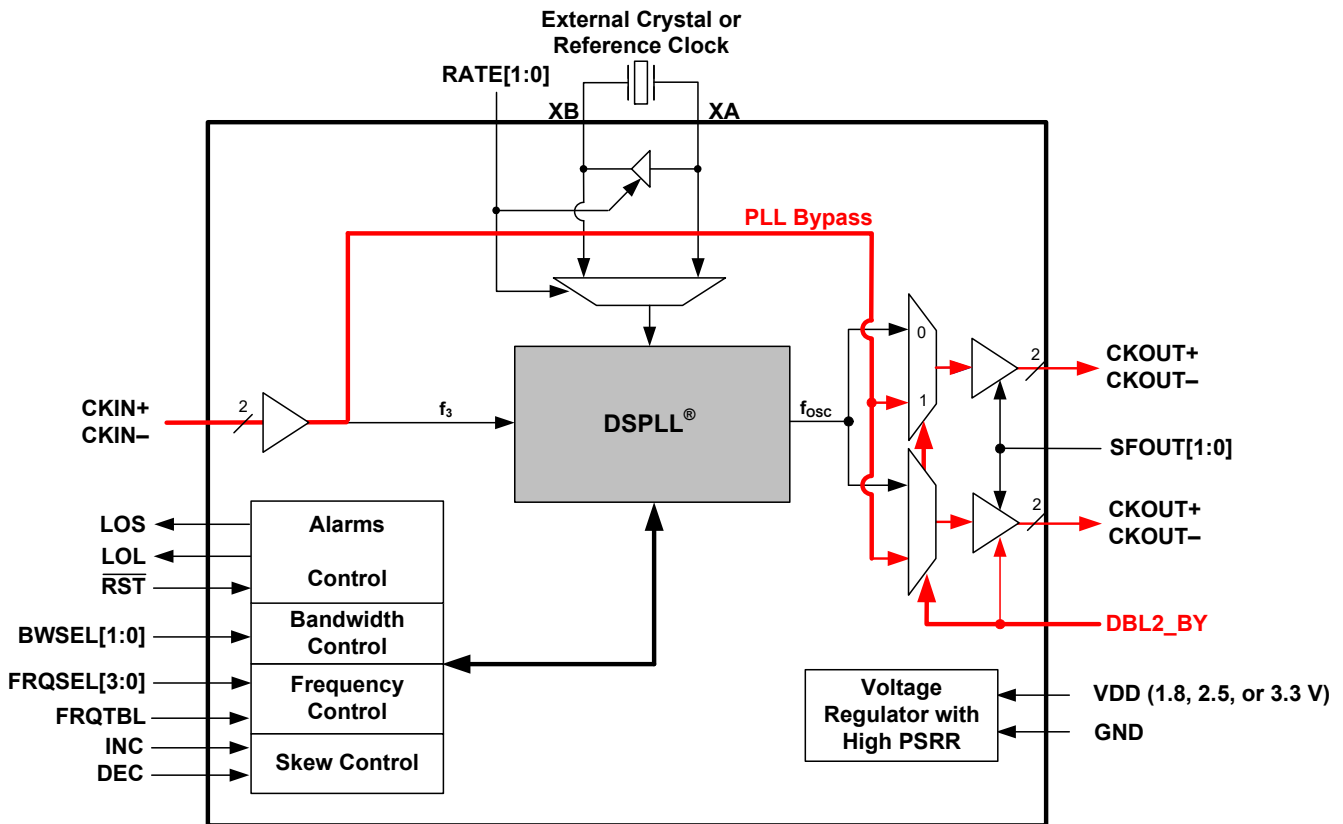 External Crystal or
Reference Clock
RATE[1:0]
XB
XA
PLL Bypass
0
1
2
CKOUT+
CKOUT–
CKIN+
CKIN–
2
f3
DSPLL®
fOSC
SFOUT[1:0]
2
CKOUT+
CKOUT–
LOS
LOL
RST
BWSEL[1:0]
FRQSEL[3:0]
FRQTBL
INC
DEC
Alarms
Control
Bandwidth
Control
Frequency
Control
Skew Control
DBL2_BY
Voltage
Regulator with
High PSRR
VDD (1.8, 2.5, or 3.3 V)
GND